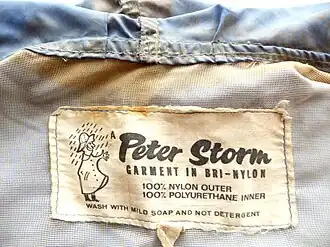 A Peter Storm
GARMENT IN BRI-NYLON
100% NYLON OUTER
100% POLYURETHANE INNER
WASH WITH MILD SOAP AND NOT DETERGENT